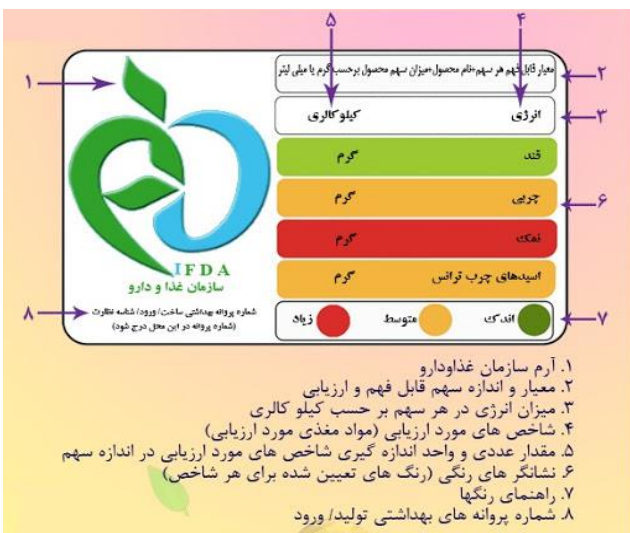 ۵ ۴
معیار قابل فهم هر سهم+نام محصول+میزان سهم محصول برحسب گرم یا میلی لیتر
۲
۱
انرژی کیلو کالری
۳
قند گرم
چربی گرم
۶
نمک گرم
اسیدهای چرب ترانس گرم
IFDA
سازمان غذا و دارو
شماره پروانه بهداشتی ساخت/ ورود/ شناسه نظارت
(شماره پروانه در این محل درج شود)
۸
اندک متوسط زیاد
۷
۱. آرم سازمان غذاودارو
۲. معیار و اندازه سهم قابل فهم و ارزیابی
۳. میزان انرژی در هر سهم بر حسب کیلو کالری
۴. شاخص های مورد ارزیابی (مواد مغذی مورد ارزیابی)
۵. مقدار عددی و واحد اندازه گیری شاخص های مورد ارزیابی در اندازه سهم
۶. نشانگر های رنگی (رنگ های تعیین شده برای هر شاخص)
۷. راهنمای رنگها
۸. شماره پروانه های بهداشتی تولید/ ورود